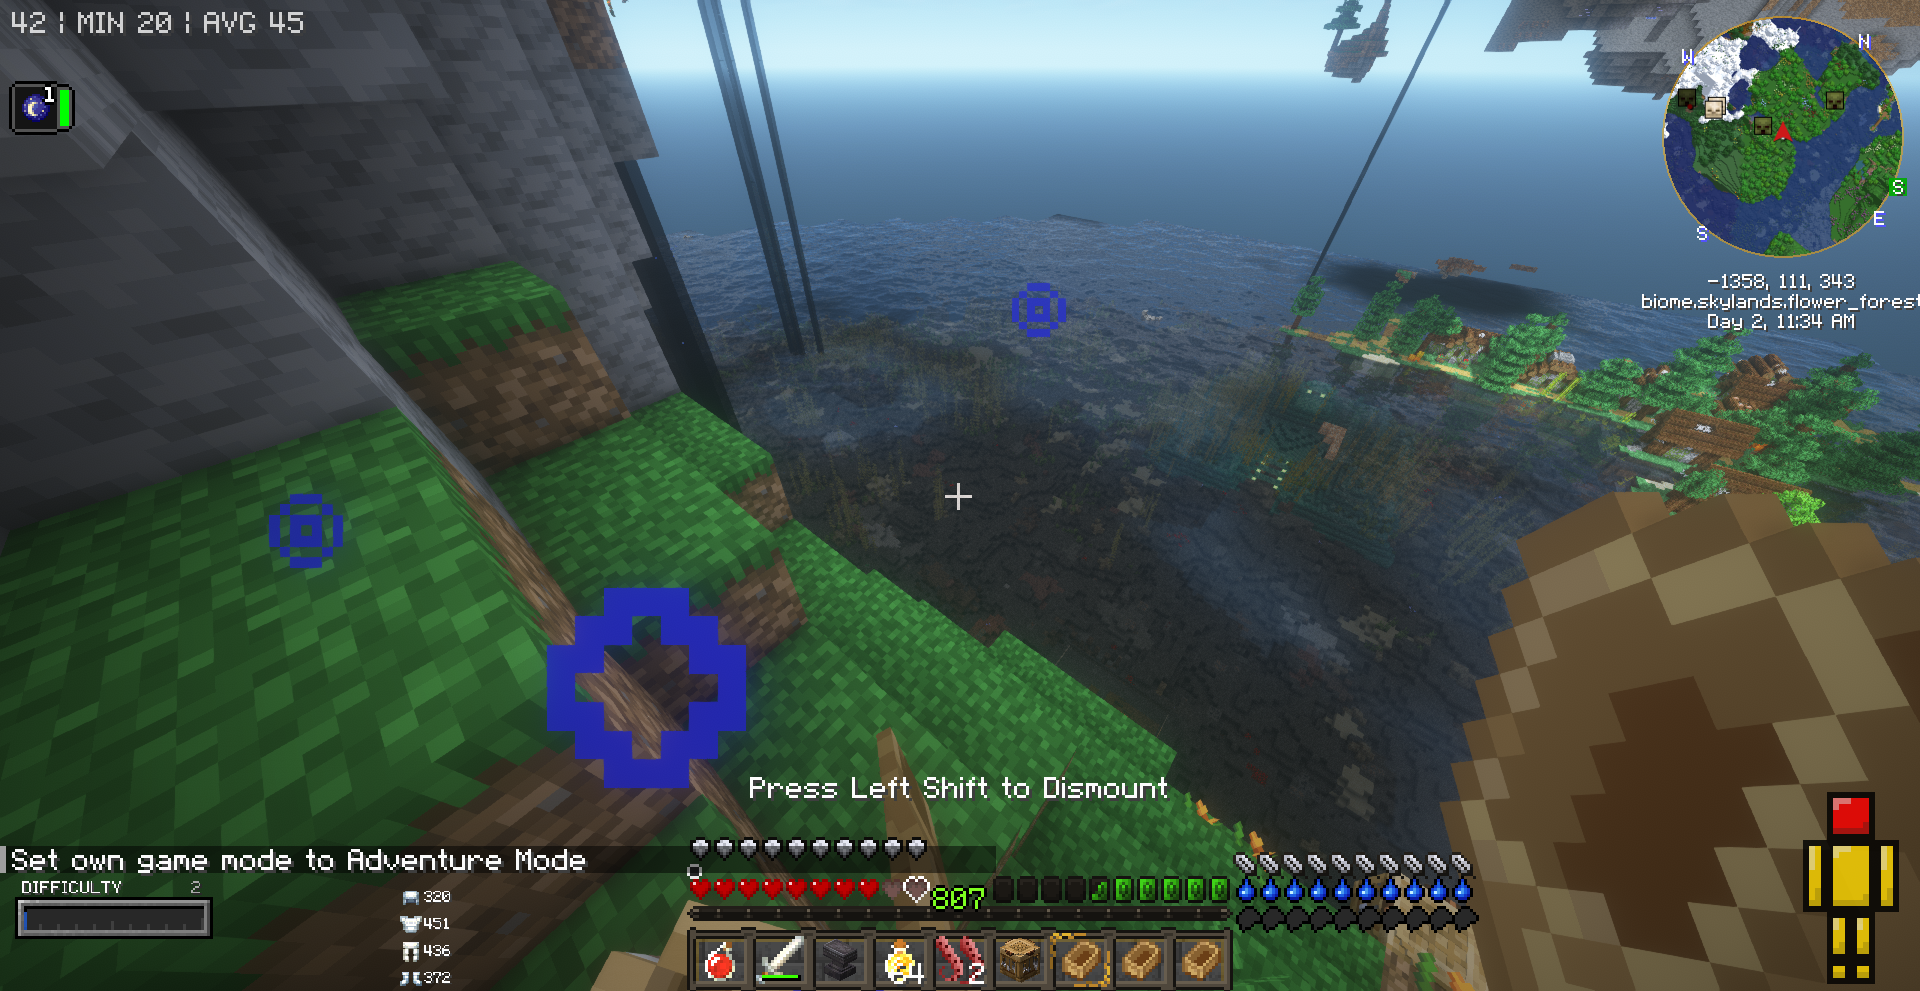 42 | MIN 20 | AVG 45
1
N
W
S
E
S
-1358, 111, 343
biome.skylands.flower_forest
Day 2, 11:34 AM
Press Left Shift to Dismount
Set own game mode to Adventure Mode
DIFFICULTY 2
320
451
436
372
807
64
2